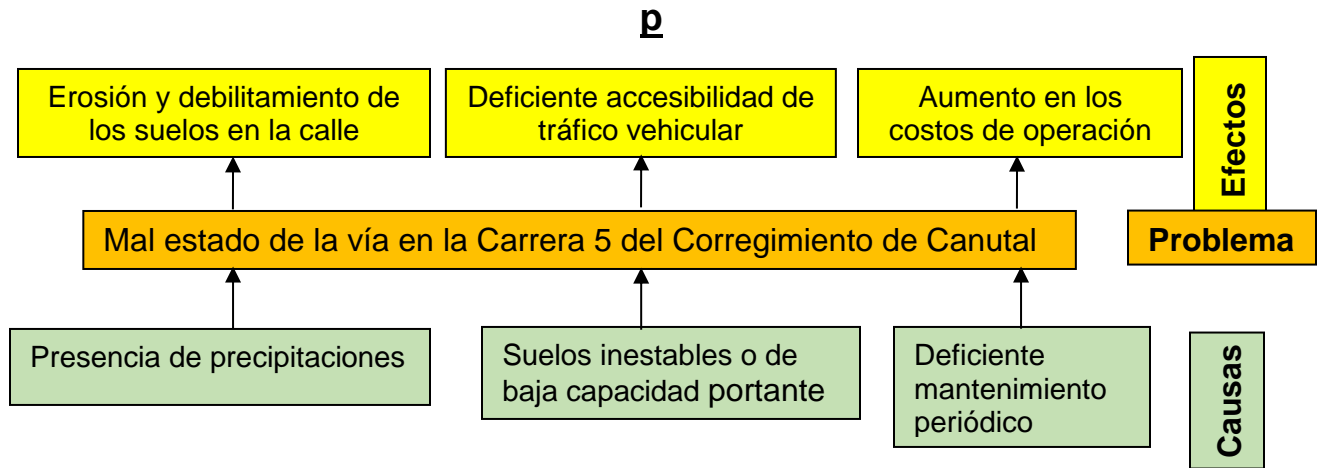 p
Erosión y debilitamiento de
los suelos en la calle
Deficiente accesibilidad de
tráfico vehicular
Aumento en los
costos de operación
Efectos
Mal estado de la vía en la Carrera 5 del Corregimiento de Canutal
Problema
Presencia de precipitaciones
Suelos inestables o de
baja capacidad portante
Deficiente
mantenimiento
periódico
Causas